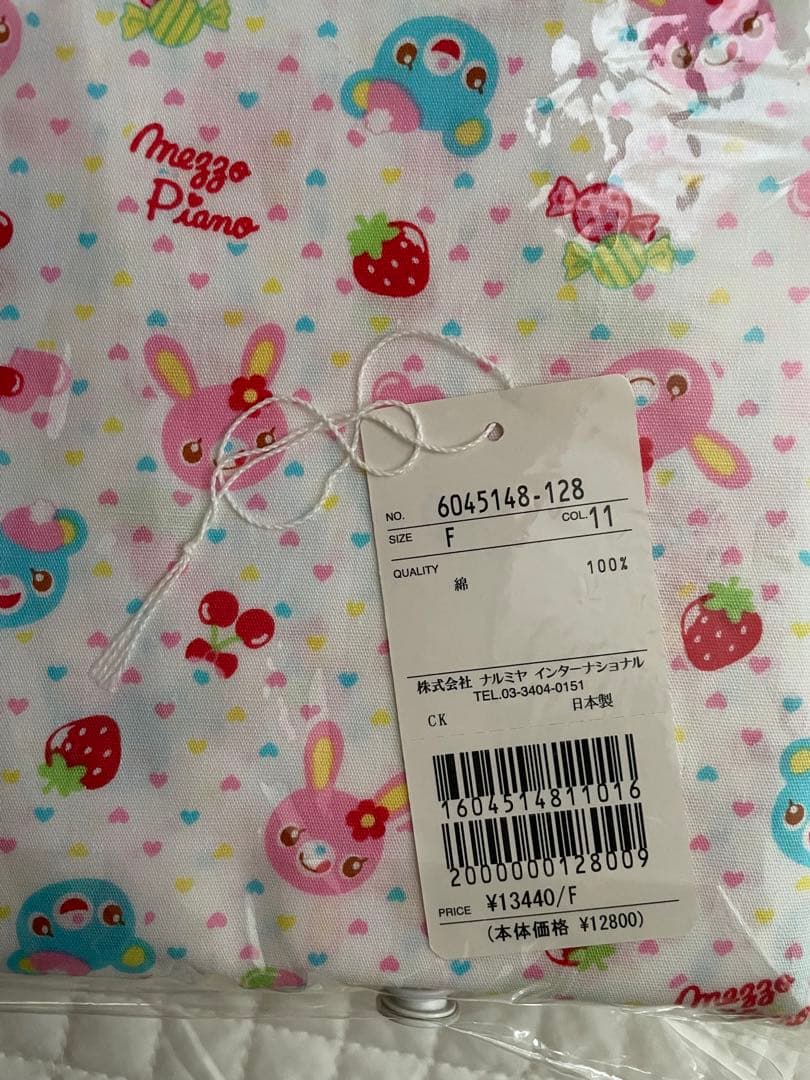 mezzo
Piano
NO. 6045148-128
SIZE F COL. 11
QUALITY
綿 100%
株式会社 ナルミヤ インターナショナル
TEL.03-3404-0151
CK 日本製
1604514811016
2000000128009
PRICE ¥13440/F
(本体価格 ¥12800)
mezzo